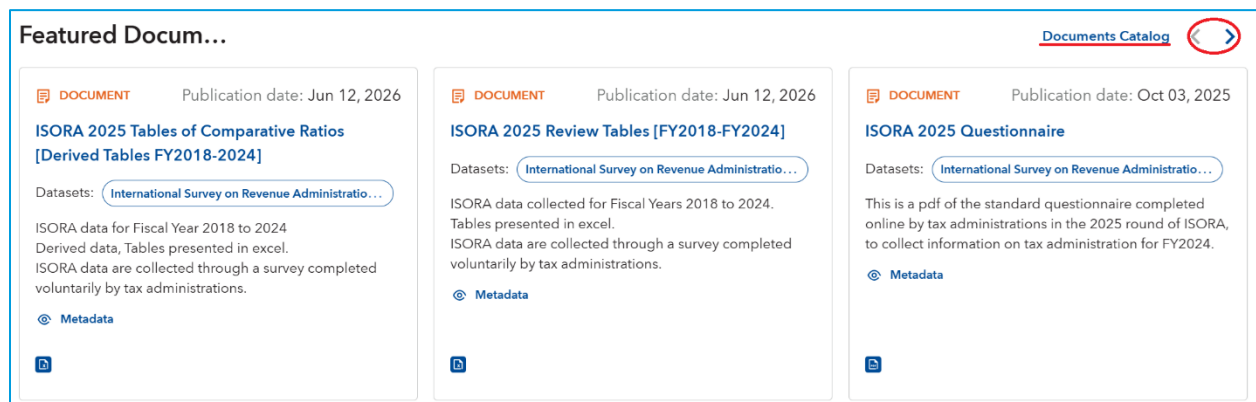 Featured Docum...
Documents Catalog
DOCUMENT
Publication date: Jun 12, 2026
ISORA 2025 Tables of Comparative Ratios
[Derived Tables FY2018-2024]
Datasets: International Survey on Revenue Administratio...
ISORA data for Fiscal Year 2018 to 2024
Derived data, Tables presented in excel.
ISORA data are collected through a survey completed
voluntarily by tax administrations.
Metadata
DOCUMENT
Publication date: Jun 12, 2026
ISORA 2025 Review Tables [FY2018-FY2024]
Datasets: International Survey on Revenue Administratio...
ISORA data collected for Fiscal Years 2018 to 2024.
Tables presented in excel.
ISORA data are collected through a survey completed
voluntarily by tax administrations.
Metadata
DOCUMENT
Publication date: Oct 03, 2025
ISORA 2025 Questionnaire
Datasets: International Survey on Revenue Administratio...
This is a pdf of the standard questionnaire completed
online by tax administrations in the 2025 round of ISORA,
to collect information on tax administration for FY2024.
Metadata